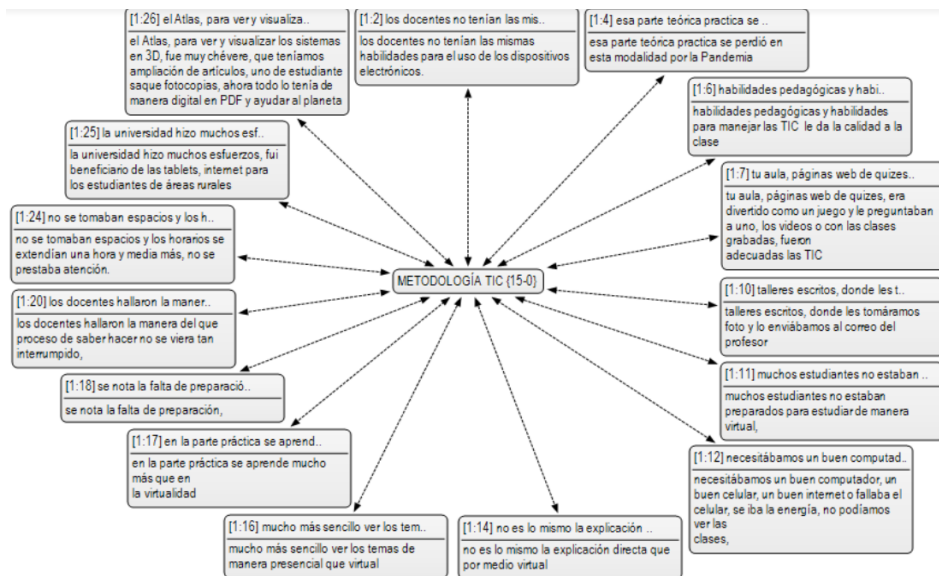 [1:26] el Atlas, para ver y visualiza..
el Atlas, para ver y visualizar los sistemas
en 3D, fue muy chévere, que teníamos
ampliación de artículos, uno de estudiante
saque fotocopias, ahora todo lo tenía de
manera digital en PDF y ayudar al planeta
[1:2] los docentes no tenían las mis..
los docentes no tenían las mismas
habilidades para el uso de los dispositivos
electrónicos.
[1:4] esa parte teórica practica se ..
esa parte teórica practica se perdió en
esta modalidad por la Pandemia
[1:6] habilidades pedagógicas y habi..
habilidades pedagógicas y habilidades
para manejar las TIC le da la calidad a la
clase
[1:25] la universidad hizo muchos esf..
la universidad hizo muchos esfuerzos, fui
beneficiario de las tablets, internet para
los estudiantes de áreas rurales
[1:7] tu aula, páginas web de quizes..
tu aula, páginas web de quizes, era
divertido como un juego y le preguntaban
a uno, los videos o con las clases
grabadas, fueron
adecuadas las TIC
[1:24] no se tomaban espacios y los h..
no se tomaban espacios y los horarios se
extendían una hora y media más, no se
prestaba atención.
METODOLOGÍA TIC {15-0}
[1:10] talleres escritos, donde les t..
talleres escritos, donde les tomáramos
foto y lo enviábamos al correo del
profesor
[1:20] los docentes hallaron la maner..
los docentes hallaron la manera del que
proceso de saber hacer no se viera tan
interrumpido,
[1:11] muchos estudiantes no estaban ..
muchos estudiantes no estaban
preparados para estudiar de manera
virtual,
[1:18] se nota la falta de preparació..
se nota la falta de preparación,
[1:17] en la parte práctica se aprend..
en la parte práctica se aprende mucho
más que en
la virtualidad
[1:12] necesitábamos un buen computad..
necesitábamos un buen computador, un
buen celular, un buen internet o fallaba el
celular, se iba la energía, no podíamos
ver las
clases,
[1:16] mucho más sencillo ver los tem..
mucho más sencillo ver los temas de
manera presencial que virtual
[1:14] no es lo mismo la explicación ..
no es lo mismo la explicación directa que
por medio virtual